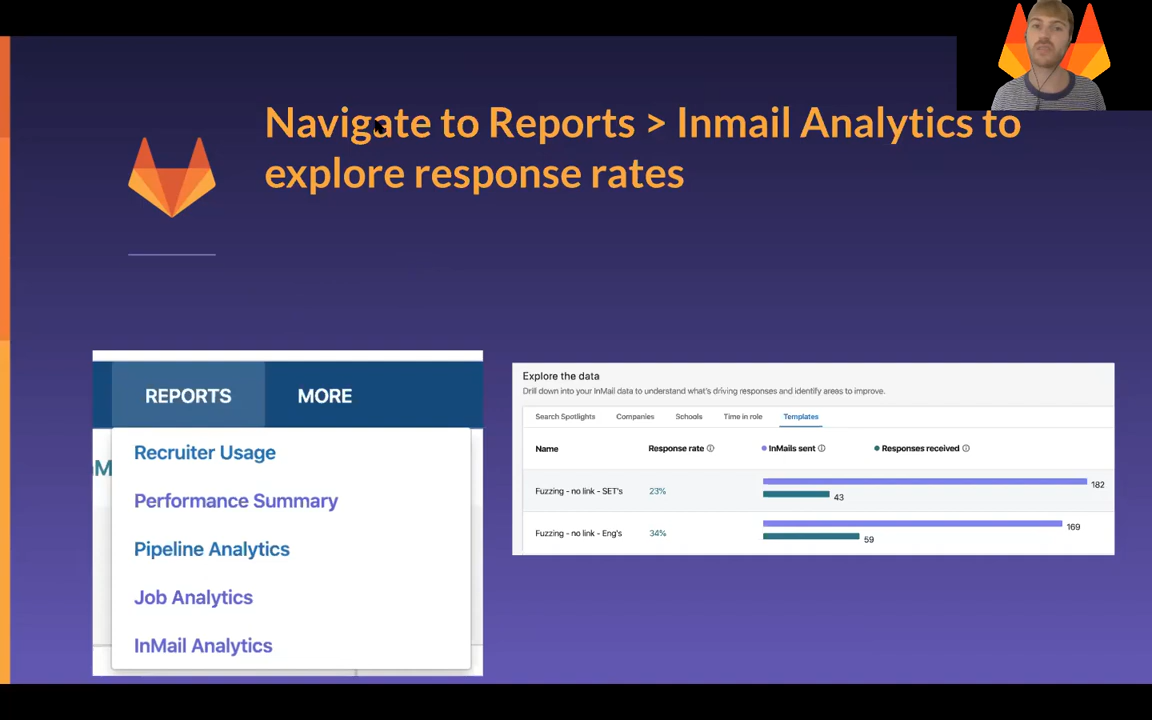 Navigate to Reports > Inmail Analytics to
explore response rates
REPORTS MORE
Recruiter Usage
Performance Summary
Pipeline Analytics
Job Analytics
InMail Analytics
Explore the data
Drill down into your InMail data to understand what's driving responses and identify areas to improve.
Search Spotlights Companies Schools Time in role Templates
Name Response rate InMails sent Responses received
Fuzzing - no link - SET's 23% 182
43
Fuzzing - no link - Eng's 34% 169
59